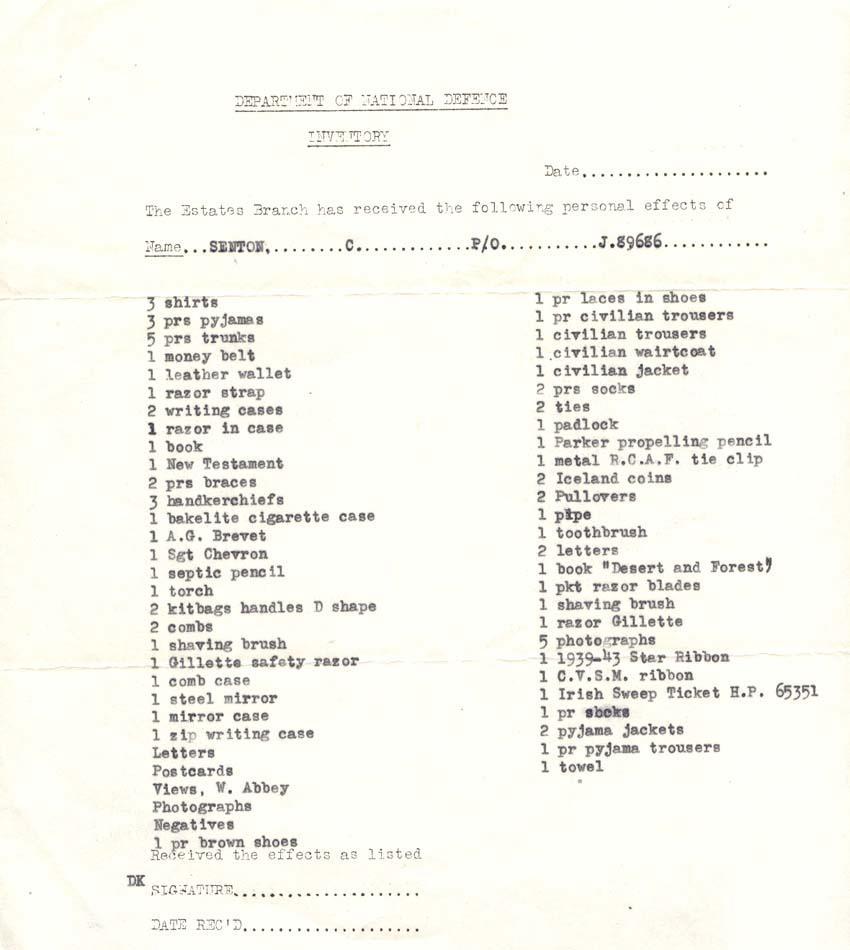 DEPARTMENT OF NATIONAL DEFENCE
INVENTORY
Date.....................
The Estates Branch has received the following personal effects of
Name...SENTON,........C.............P/O...........J.89686............
3 shirts
3 prs pyjamas
5 prs trunks
1 money belt
1 leather wallet
1 razor strap
2 writing cases
1 razor in case
1 book
1 New Testament
2 prs braces
3 handkerchiefs
1 bakelite cigarette case
1 A.G. Brevet
1 Sgt Chevron
1 septic pencil
1 torch
2 kitbags handles D shape
2 combs
1 shaving brush
1 Gillette safety razor
1 comb case
1 steel mirror
1 mirror case
1 zip writing case
Letters
Postcards
Views, W. Abbey
Photographs
Negatives
1 pr brown shoes
1 pr laces in shoes
1 pr civilian trousers
1 civilian trousers
1 civilian wairtcoat
1 civilian jacket
2 prs socks
2 ties
1 padlock
1 Parker propelling pencil
1 metal R.C.A.F. tie clip
2 Iceland coins
2 Pullovers
1 pipe
1 toothbrush
2 letters
1 book "Desert and Forest"
1 pkt razor blades
1 shaving brush
1 razor Gillette
5 photographs
1 1939-43 Star Ribbon
1 C.V.S.M. ribbon
1 Irish Sweep Ticket H.P. 65351
1 pr socks
2 pyjama jackets
1 pr pyjama trousers
1 towel
Received the effects as listed
DK
SIGNATURE.....................
DATE REC'D....................